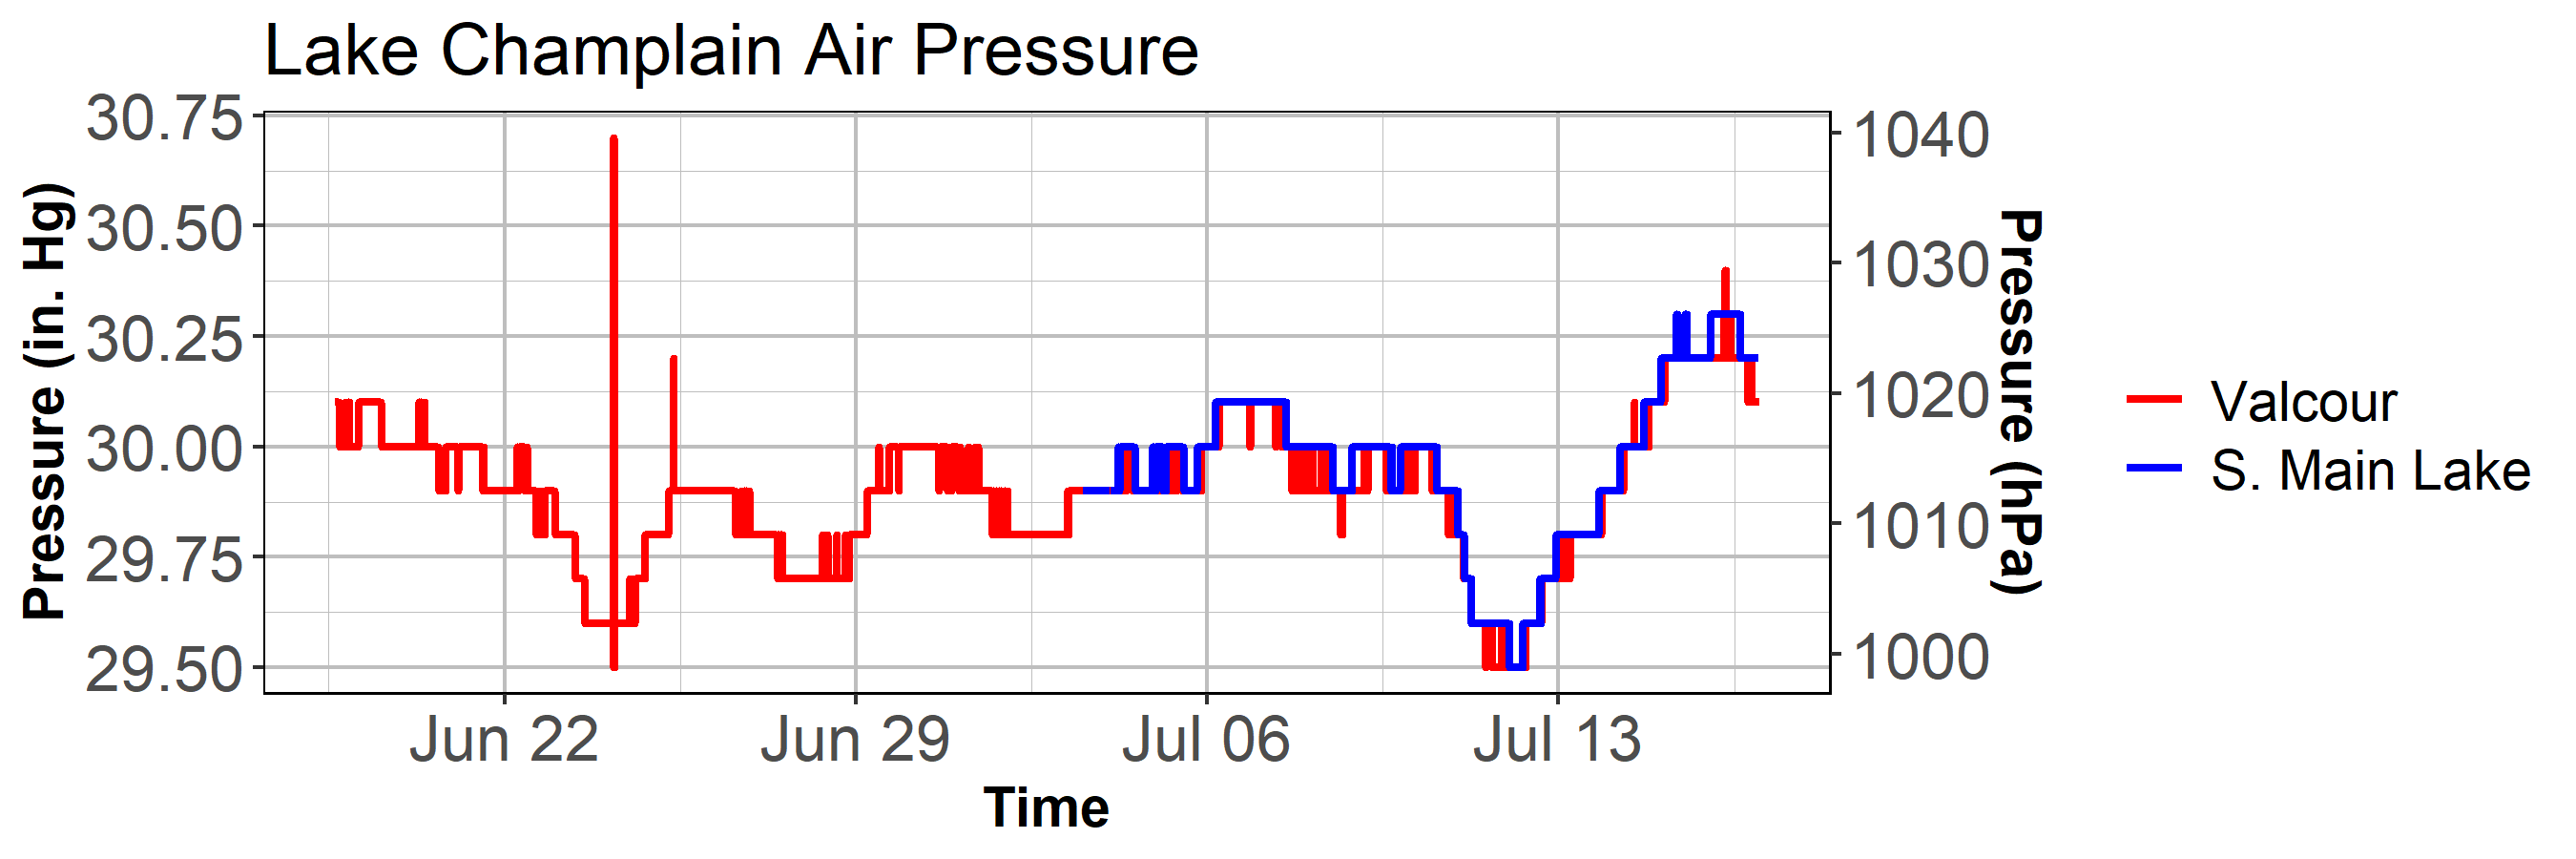 Lake Champlain Air Pressure
Pressure (in. Hg)
30.75
30.50
30.25
30.00
29.75
29.50
1040
1030
1020
1010
1000
Pressure (hPa)
Jun 22
Jun 29
Jul 06
Jul 13
Time
Valcour
S. Main Lake